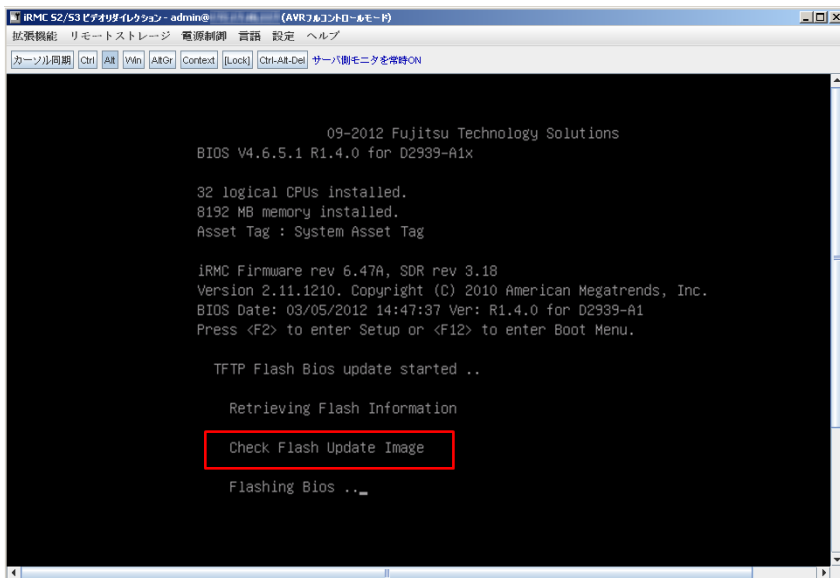 iRMC S2/S3 ビデオリダイレクション - admin@ (AVRフルコントロールモード)
拡張機能 リモートストレージ 電源制御 言語 設定 ヘルプ
カーソル同期 Ctrl Alt Win AltGr Context [Lock] Ctrl-Alt-Del サーバ側モニタを常時ON
09-2012 Fujitsu Technology Solutions
BIOS V4.6.5.1 R1.4.0 for D2939-A1x
32 logical CPUs installed.
8192 MB memory installed.
Asset Tag : System Asset Tag
iRMC Firmware rev 6.47A, SDR rev 3.18
Version 2.11.1210. Copyright (C) 2010 American Megatrends, Inc.
BIOS Date: 03/05/2012 14:47:37 Ver: R1.4.0 for D2939-A1
Press <F2> to enter Setup or <F12> to enter Boot Menu.
TFTP Flash Bios update started ..
Retrieving Flash Information
Check Flash Update Image
Flashing Bios .._